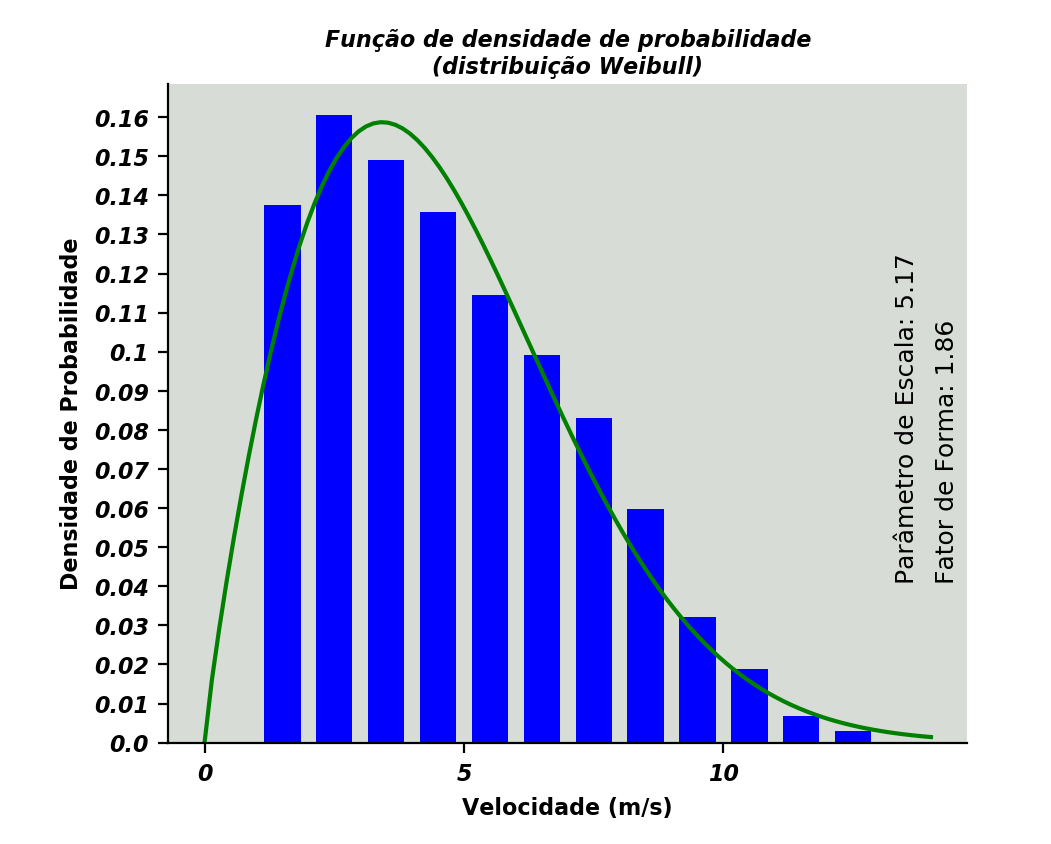 Função de densidade de probabilidade
(distribuição Weibull)
Densidade de Probabilidade
0.16
0.15
0.14
0.13
0.12
0.11
0.1
0.09
0.08
0.07
0.06
0.05
0.04
0.03
0.02
0.01
0.0
Parâmetro de Escala: 5.17
Fator de Forma: 1.86
0 5 10
Velocidade (m/s)